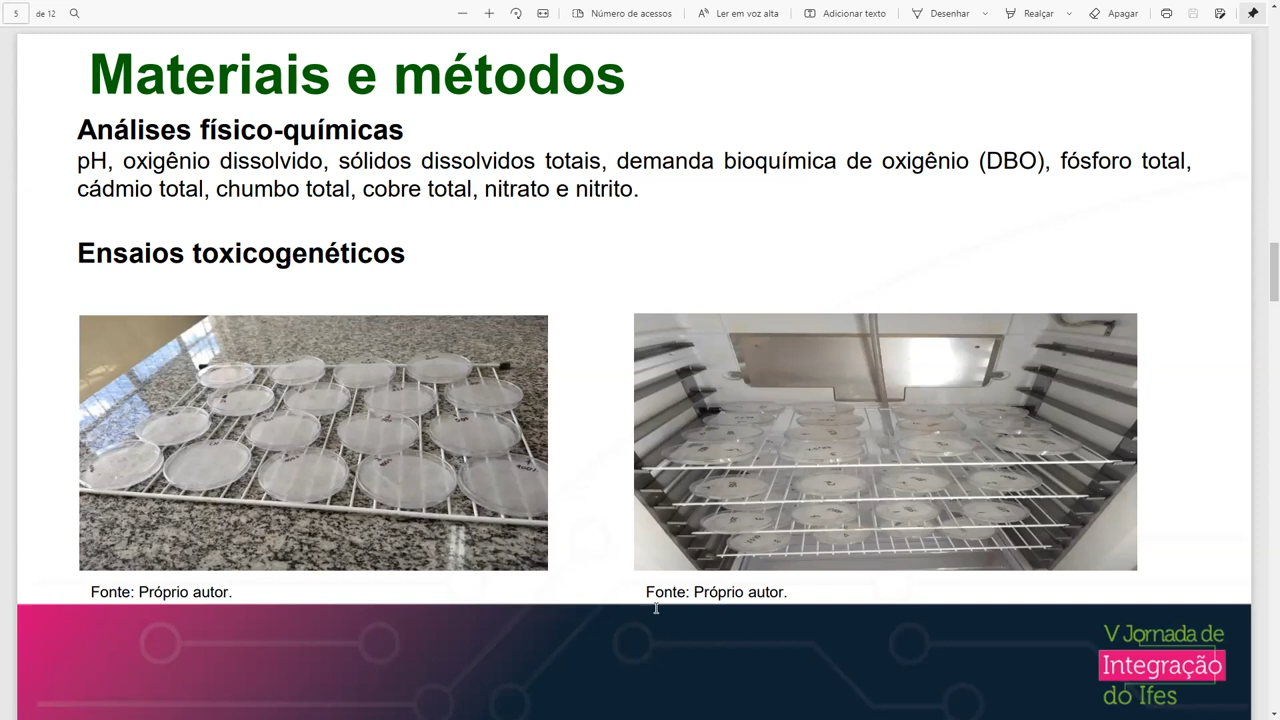 5 de 12 Número de acessos Ler em voz alta Adicionar texto Desenhar Realçar Apagar
Materiais e métodos
Análises físico-químicas
pH, oxigênio dissolvido, sólidos dissolvidos totais, demanda bioquímica de oxigênio (DBO), fósforo total,
cádmio total, chumbo total, cobre total, nitrato e nitrito.
Ensaios toxicogenéticos
Fonte: Próprio autor.
Fonte: Próprio autor.
V Jornada de
Integração
do Ifes